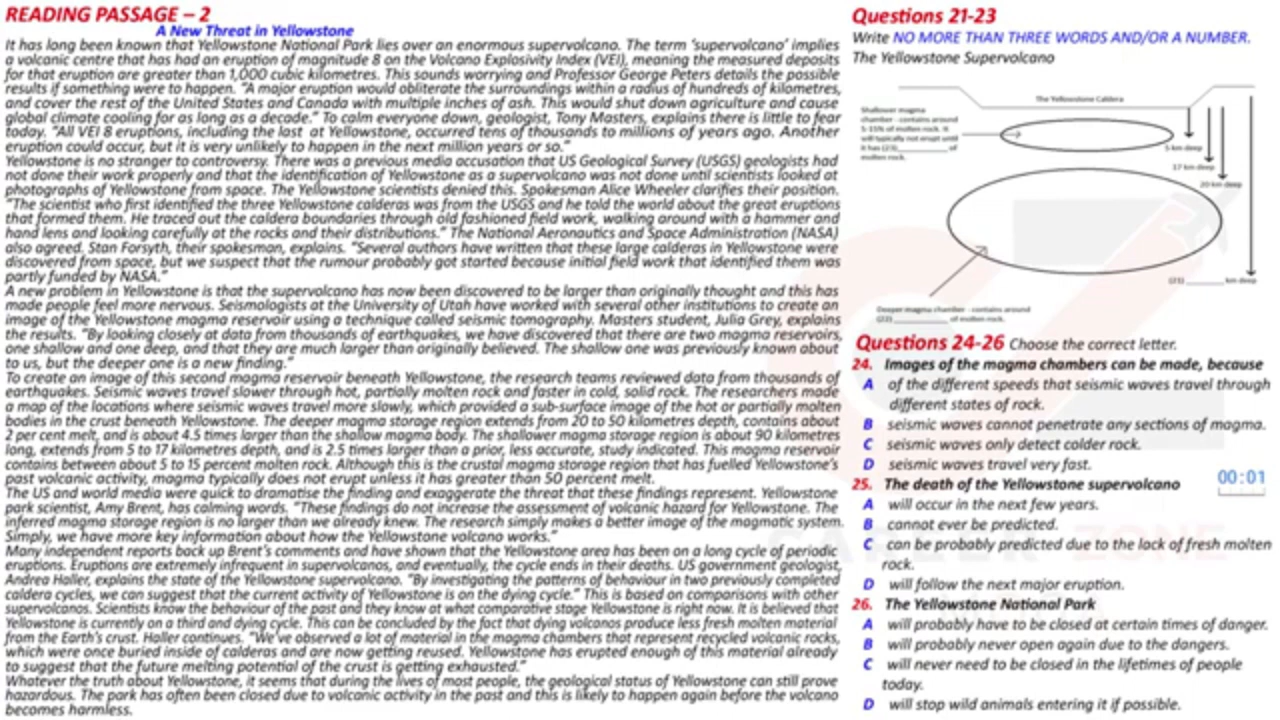 READING PASSAGE – 2
A New Threat in Yellowstone
It has long been known that Yellowstone National Park lies over an enormous supervolcano. The term ‘supervolcano’ implies
a volcanic centre that has had an eruption of magnitude 8 on the Volcano Explosivity Index (VEI), meaning the measured deposits
for that eruption are greater than 1,000 cubic kilometres. This sounds worrying and Professor George Peters details the possible
results if something were to happen. “A major eruption would obliterate the surroundings within a radius of hundreds of kilometres,
and cover the rest of the United States and Canada with multiple inches of ash. This would shut down agriculture and cause
global climate cooling for as long as a decade.” To calm everyone down, geologist, Tony Masters, explains there is little to fear
today. “All VEI 8 eruptions, including the last at Yellowstone, occurred tens of thousands to millions of years ago. Another
eruption could occur, but it is very unlikely to happen in the next million years or so.”
Yellowstone is no stranger to controversy. There was a previous media accusation that US Geological Survey (USGS) geologists had
not done their work properly and that the identification of Yellowstone as a supervolcano was not done until scientists looked at
photographs of Yellowstone from space. The Yellowstone scientists denied this. Spokesman Alice Wheeler clarifies their position.
“The scientist who first identified the three Yellowstone calderas was from the USGS and he told the world about the great eruptions
that formed them. He traced out the caldera boundaries through old fashioned field work, walking around with a hammer and
hand lens and looking carefully at the rocks and their distributions.” The National Aeronautics and Space Administration (NASA)
also agreed. Stan Forsyth, their spokesman, explains. “Several authors have written that these large calderas in Yellowstone were
discovered from space, but we suspect that the rumour probably got started because initial field work that identified them was
partly funded by NASA.”
A new problem in Yellowstone is that the supervolcano has now been discovered to be larger than originally thought and this has
made people feel more nervous. Seismologists at the University of Utah have worked with several other institutions to create an
image of the Yellowstone magma reservoir using a technique called seismic tomography. Masters student, Julia Grey, explains
the results. “By looking closely at data from thousands of earthquakes, we have discovered that there are two magma reservoirs,
one shallow and one deep, and that they are much larger than originally believed. The shallow one was previously known about
to us, but the deeper one is a new finding.”
To create an image of this second magma reservoir beneath Yellowstone, the research teams reviewed data from thousands of
earthquakes. Seismic waves travel slower through hot, partially molten rock and faster in cold, solid rock. The researchers made
a map of the locations where seismic waves travel more slowly, which provided a sub-surface image of the hot or partially molten
bodies in the crust beneath Yellowstone. The deeper magma storage region extends from 20 to 50 kilometres depth, contains about
2 per cent melt, and is about 4.5 times larger than the shallow magma body. The shallower magma storage region is about 90 kilometres
long, extends from 5 to 17 kilometres depth, and is 2.5 times larger than a prior, less accurate, study indicated. This magma reservoir
contains between about 5 to 15 percent molten rock. Although this is the crustal magma storage region that has fuelled Yellowstone’s
past volcanic activity, magma typically does not erupt unless it has greater than 50 percent melt.
The US and world media were quick to dramatise the finding and exaggerate the threat that these findings represent. Yellowstone
park scientist, Amy Brent, has calming words. “These findings do not increase the assessment of volcanic hazard for Yellowstone. The
inferred magma storage region is no larger than we already knew. The research simply makes a better image of the magmatic system.
Simply, we have more key information about how the Yellowstone volcano works.”
Many independent reports back up Brent’s comments and have shown that the Yellowstone area has been on a long cycle of periodic
eruptions. Eruptions are extremely infrequent in supervolcanos, and eventually, the cycle ends in their deaths. US government geologist,
Andrea Haller, explains the state of the Yellowstone supervolcano. “By investigating the patterns of behaviour in two previously completed
caldera cycles, we can suggest that the current activity of Yellowstone is on the dying cycle.” This is based on comparisons with other
supervolcanos. Scientists know the behaviour of the past and they know at what comparative stage Yellowstone is right now. It is believed that
Yellowstone is currently on a third and dying cycle. This can be concluded by the fact that dying volcanos produce less fresh molten material
from the Earth’s crust. Haller continues. “We’ve observed a lot of material in the magma chambers that represent recycled volcanic rocks,
which were once buried inside of calderas and are now getting reused. Yellowstone has erupted enough of this material already
to suggest that the future melting potential of the crust is getting exhausted.”
Whatever the truth about Yellowstone, it seems that during the lives of most people, the geological status of Yellowstone can still prove
hazardous. The park has often been closed due to volcanic activity in the past and this is likely to happen again before the volcano
becomes harmless.
Questions 21-23
Write NO MORE THAN THREE WORDS AND/OR A NUMBER.
The Yellowstone Supervolcano
The Yellowstone Caldera
Shallower magma
chamber - contains around
5-15% of molten rock. It
will typically not erupt until
it has (23)__________ of
molten rock.
5 km deep
17 km deep
20 km deep
(21) ________ km deep
Deeper magma chamber - contains around
(22) ____________ of molten rock.
Questions 24-26 Choose the correct letter.
24. Images of the magma chambers can be made, because
A of the different speeds that seismic waves travel through
different states of rock.
B seismic waves cannot penetrate any sections of magma.
C seismic waves only detect colder rock.
D seismic waves travel very fast.
00:01
25. The death of the Yellowstone supervolcano
A will occur in the next few years.
B cannot ever be predicted.
C can be probably predicted due to the lack of fresh molten
rock.
D will follow the next major eruption.
26. The Yellowstone National Park
A will probably have to be closed at certain times of danger.
B will probably never open again due to the dangers.
C will never need to be closed in the lifetimes of people
today.
D will stop wild animals entering it if possible.
CAREER ZONE